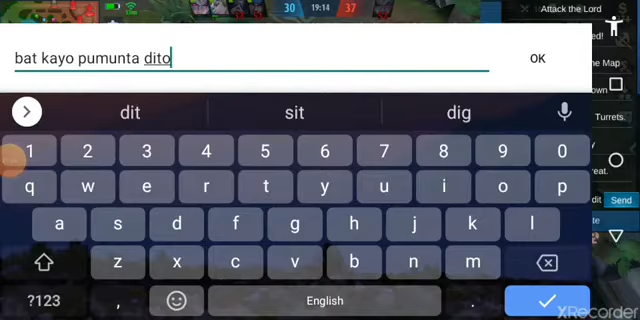 30 19:14 37
Attack the Lord
bat kayo pumunta dito
OK
dit sit dig
Turrets.
1 2 3 4 5 6 7 8 9 0
q w e r t y u i o p
Send
a s d f g h j k l
z x c v b n m
?123 , English .
XRecorder